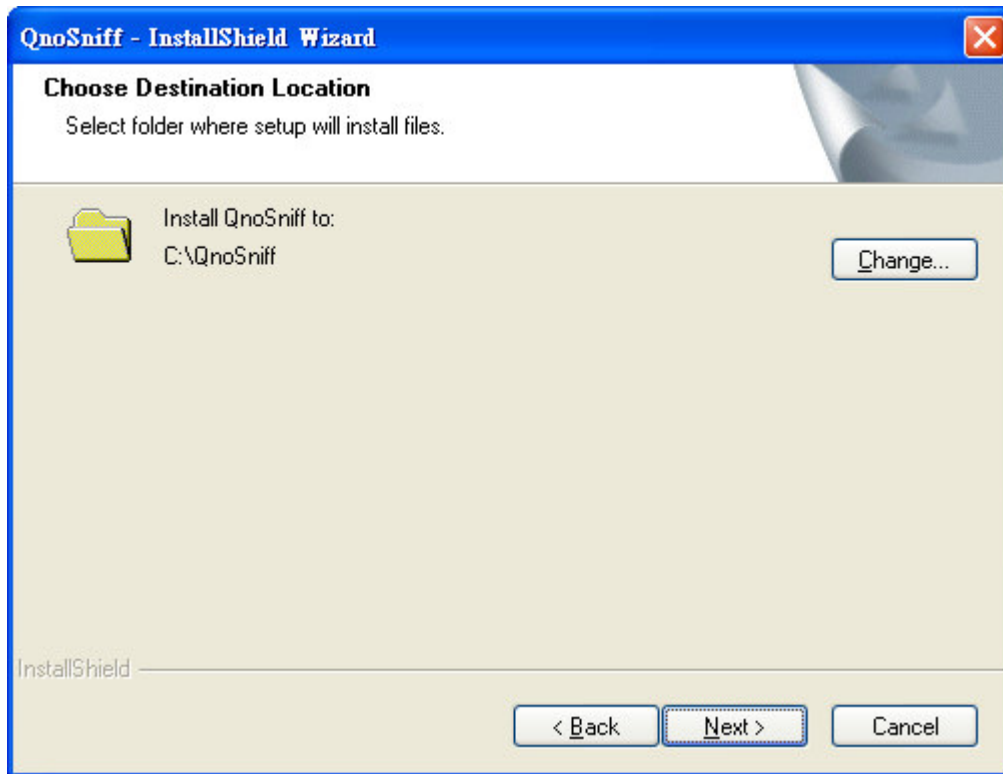 QnoSniff - InstallShield Wizard
Choose Destination Location
Select folder where setup will install files.
Install QnoSniff to:
C:\QnoSniff
Change...
InstallShield
< Back
Next >
Cancel